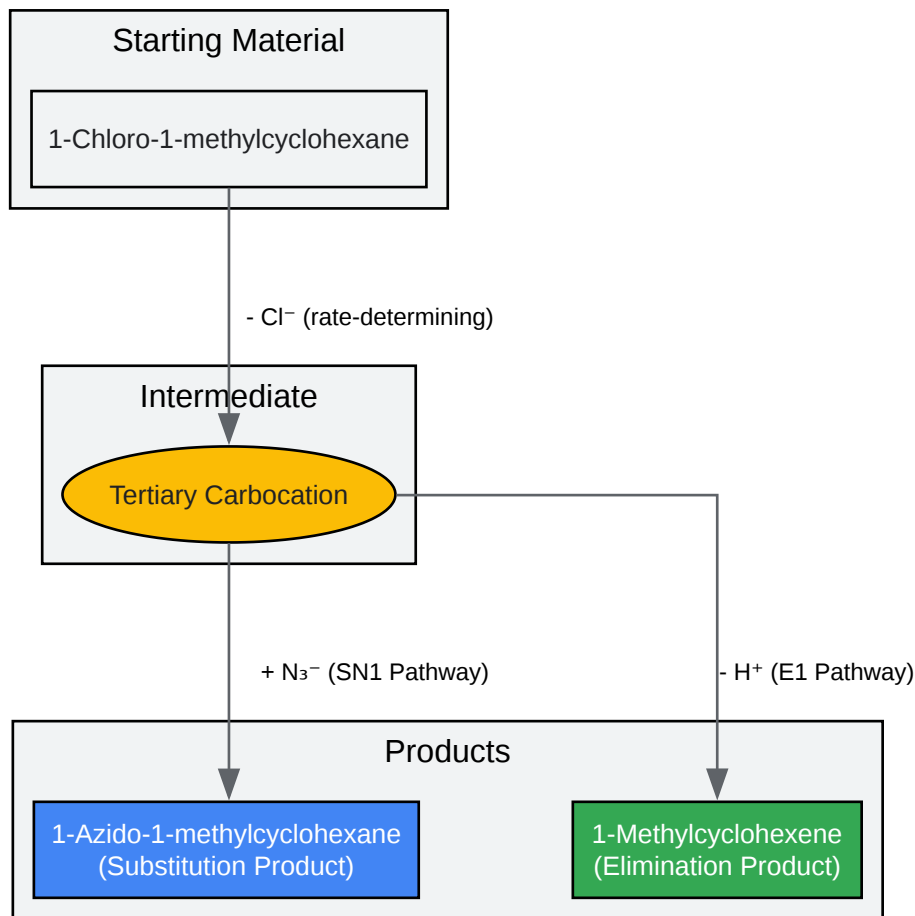 Starting Material
1-Chloro-1-methylcyclohexane
- Cl⁻ (rate-determining)
Intermediate
Tertiary Carbocation
+ N₃⁻ (SN1 Pathway)
- H⁺ (E1 Pathway)
Products
1-Azido-1-methylcyclohexane
(Substitution Product)
1-Methylcyclohexene
(Elimination Product)